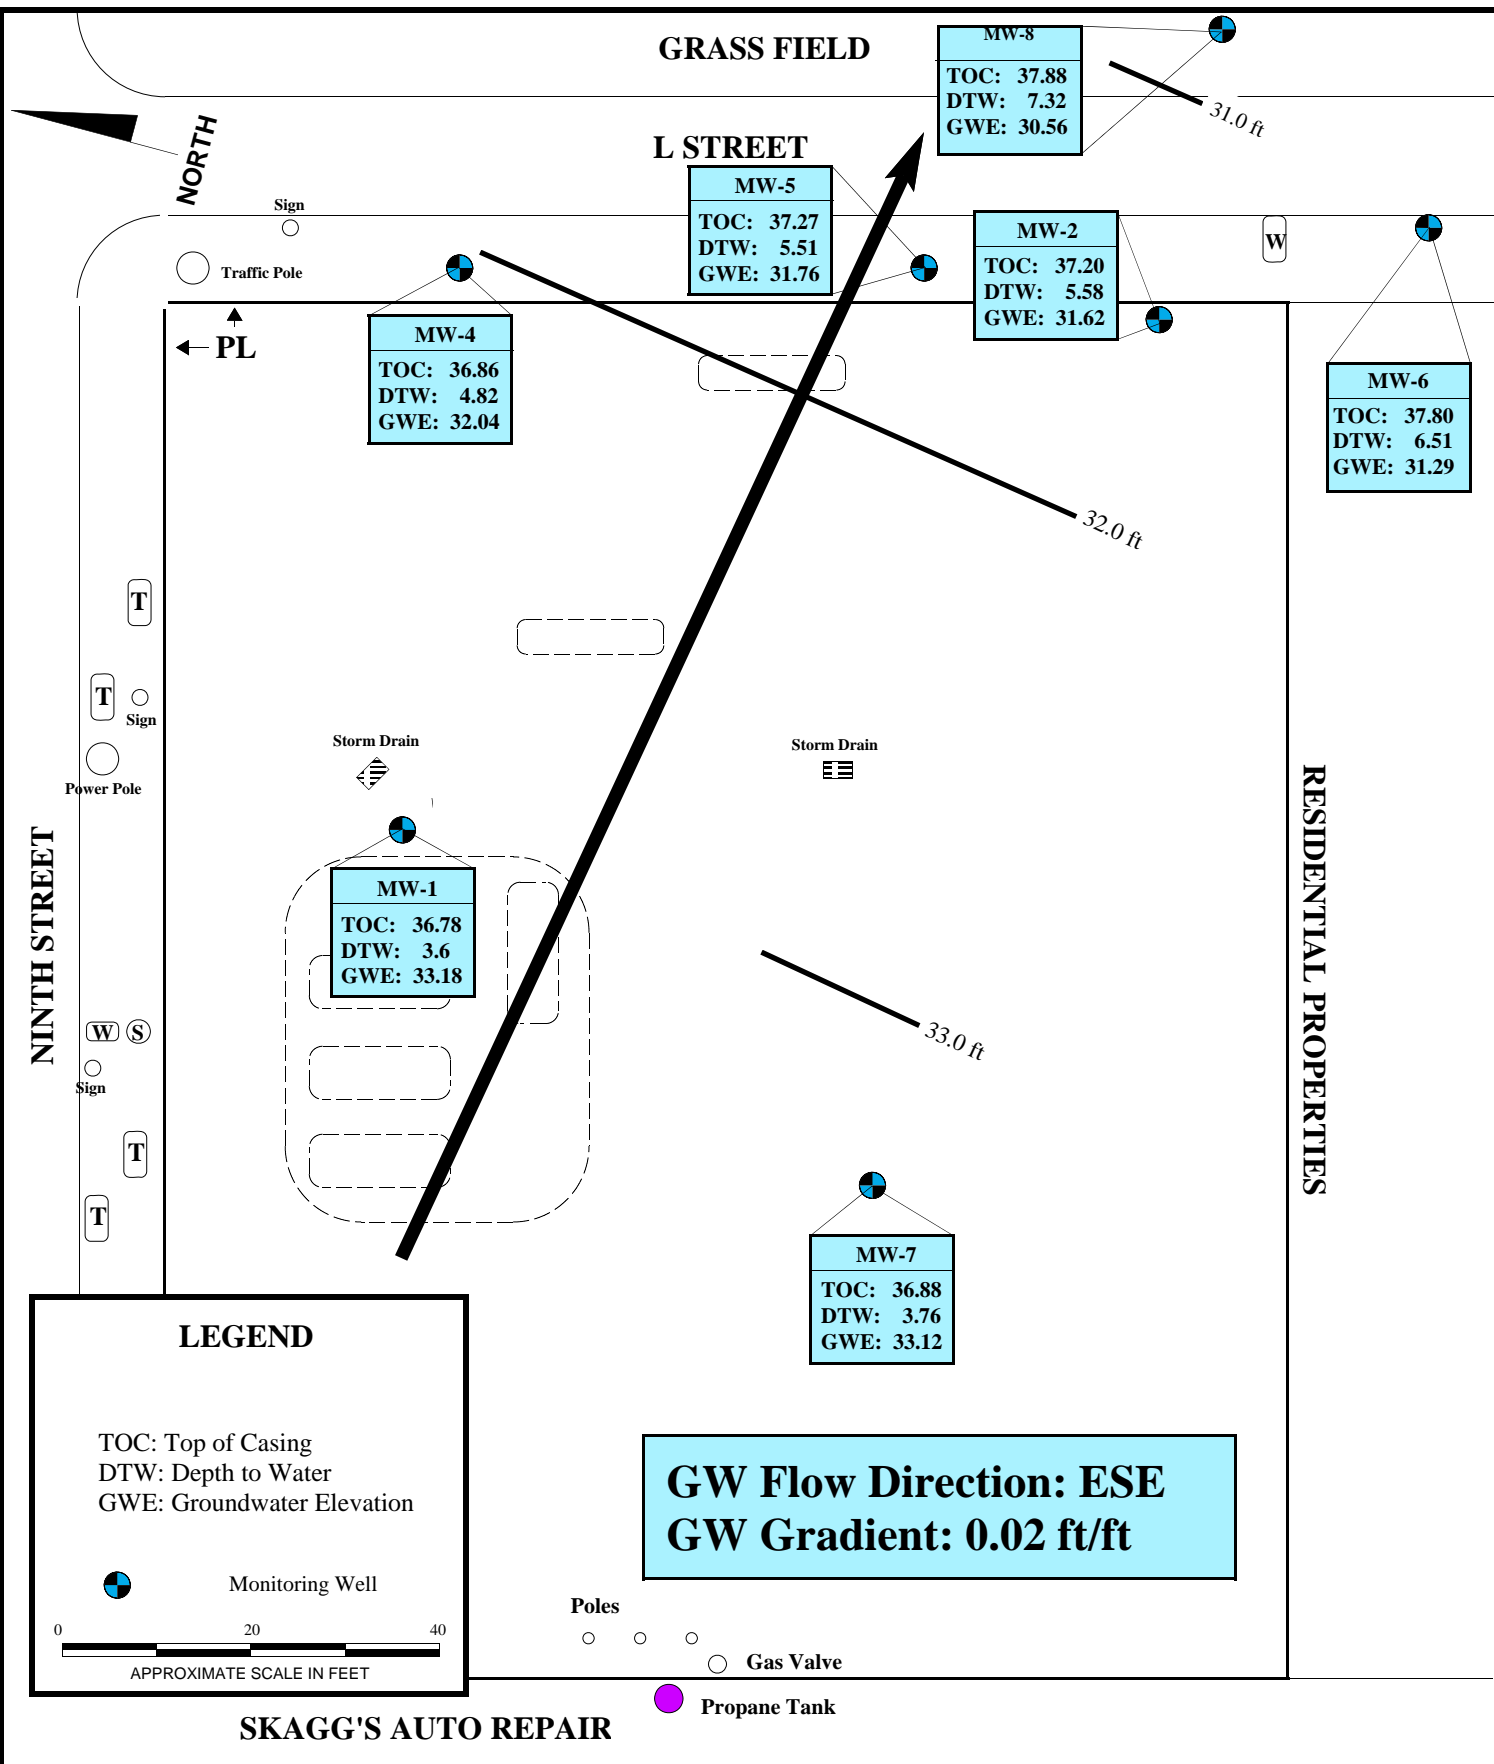 GRASS FIELD
MW-8
TOC: 37.88
DTW: 7.32
GWE: 30.56
31.0 ft
NORTH
L STREET
MW-5
TOC: 37.27
DTW: 5.51
GWE: 31.76
Sign
Traffic Pole
MW-2
TOC: 37.20
DTW: 5.58
GWE: 31.62
W
PL
MW-4
TOC: 36.86
DTW: 4.82
GWE: 32.04
MW-6
TOC: 37.80
DTW: 6.51
GWE: 31.29
32.0 ft
T
T
Sign
Power Pole
Storm Drain
Storm Drain
NINTH STREET
RESIDENTIAL PROPERTIES
MW-1
TOC: 36.78
DTW: 3.6
GWE: 33.18
W S
Sign
33.0 ft
T
T
MW-7
TOC: 36.88
DTW: 3.76
GWE: 33.12
LEGEND
TOC: Top of Casing
DTW: Depth to Water
GWE: Groundwater Elevation
Monitoring Well
0 20 40
APPROXIMATE SCALE IN FEET
GW Flow Direction: ESE
GW Gradient: 0.02 ft/ft
Poles
Gas Valve
Propane Tank
SKAGG'S AUTO REPAIR